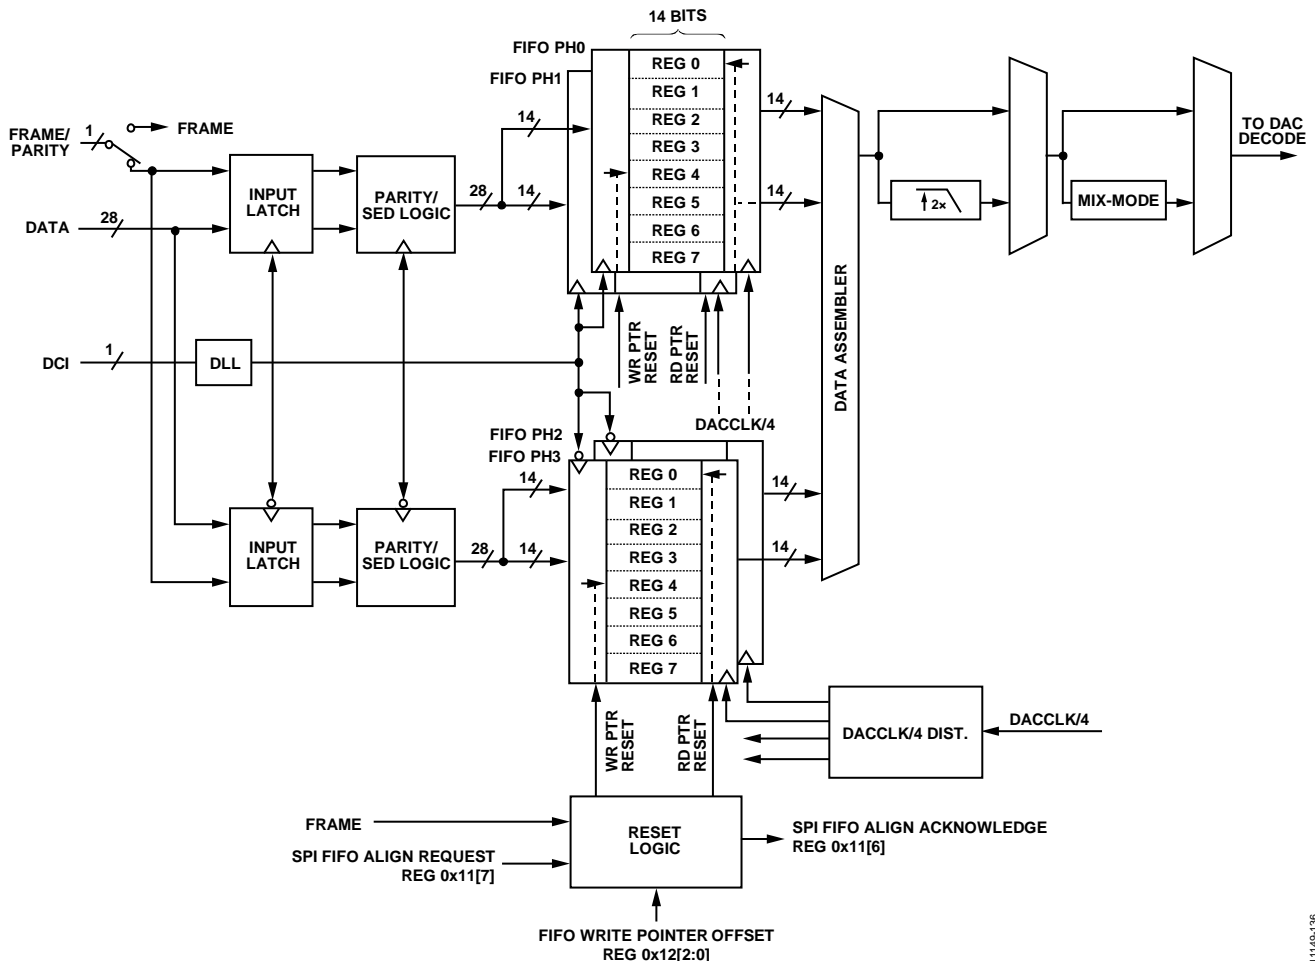 14 BITS
FIFO PH0
FIFO PH1
REG 0
REG 1
REG 2
REG 3
REG 4
REG 5
REG 6
REG 7
14
14
14
14
FRAME/
PARITY
1
FRAME
DATA
28
INPUT
LATCH
PARITY/
SED LOGIC
28
2×
MIX-MODE
TO DAC
DECODE
DATA ASSEMBLER
DCI
1
DLL
WR PTR
RESET
RD PTR
RESET
DACCLK/4
FIFO PH2
FIFO PH3
REG 0
REG 1
REG 2
REG 3
REG 4
REG 5
REG 6
REG 7
14
14
14
14
INPUT
LATCH
PARITY/
SED LOGIC
28
WR PTR
RESET
RD PTR
RESET
DACCLK/4 DIST.
DACCLK/4
FRAME
SPI FIFO ALIGN REQUEST
REG 0x11[7]
RESET
LOGIC
SPI FIFO ALIGN ACKNOWLEDGE
REG 0x11[6]
FIFO WRITE POINTER OFFSET
REG 0x12[2:0]